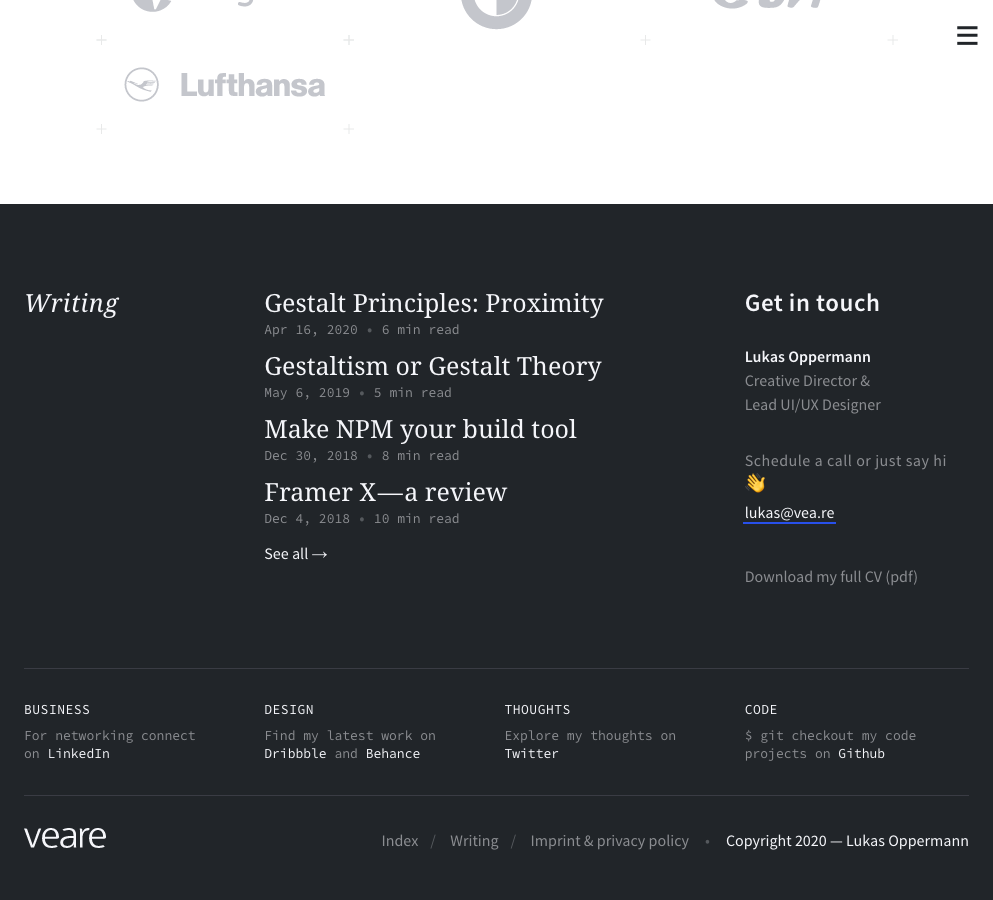 Lufthansa
Writing
Gestalt Principles: Proximity
Apr 16, 2020 • 6 min read
Gestaltism or Gestalt Theory
May 6, 2019 • 5 min read
Make NPM your build tool
Dec 30, 2018 • 8 min read
Framer X—a review
Dec 4, 2018 • 10 min read
See all →
Get in touch
Lukas Oppermann
Creative Director &
Lead UI/UX Designer
Schedule a call or just say hi
👋
lukas@vea.re
Download my full CV (pdf)
BUSINESS
For networking connect
on LinkedIn
DESIGN
Find my latest work on
Dribbble and Behance
THOUGHTS
Explore my thoughts on
Twitter
CODE
$ git checkout my code
projects on Github
veare
Index / Writing / Imprint & privacy policy • Copyright 2020 — Lukas Oppermann